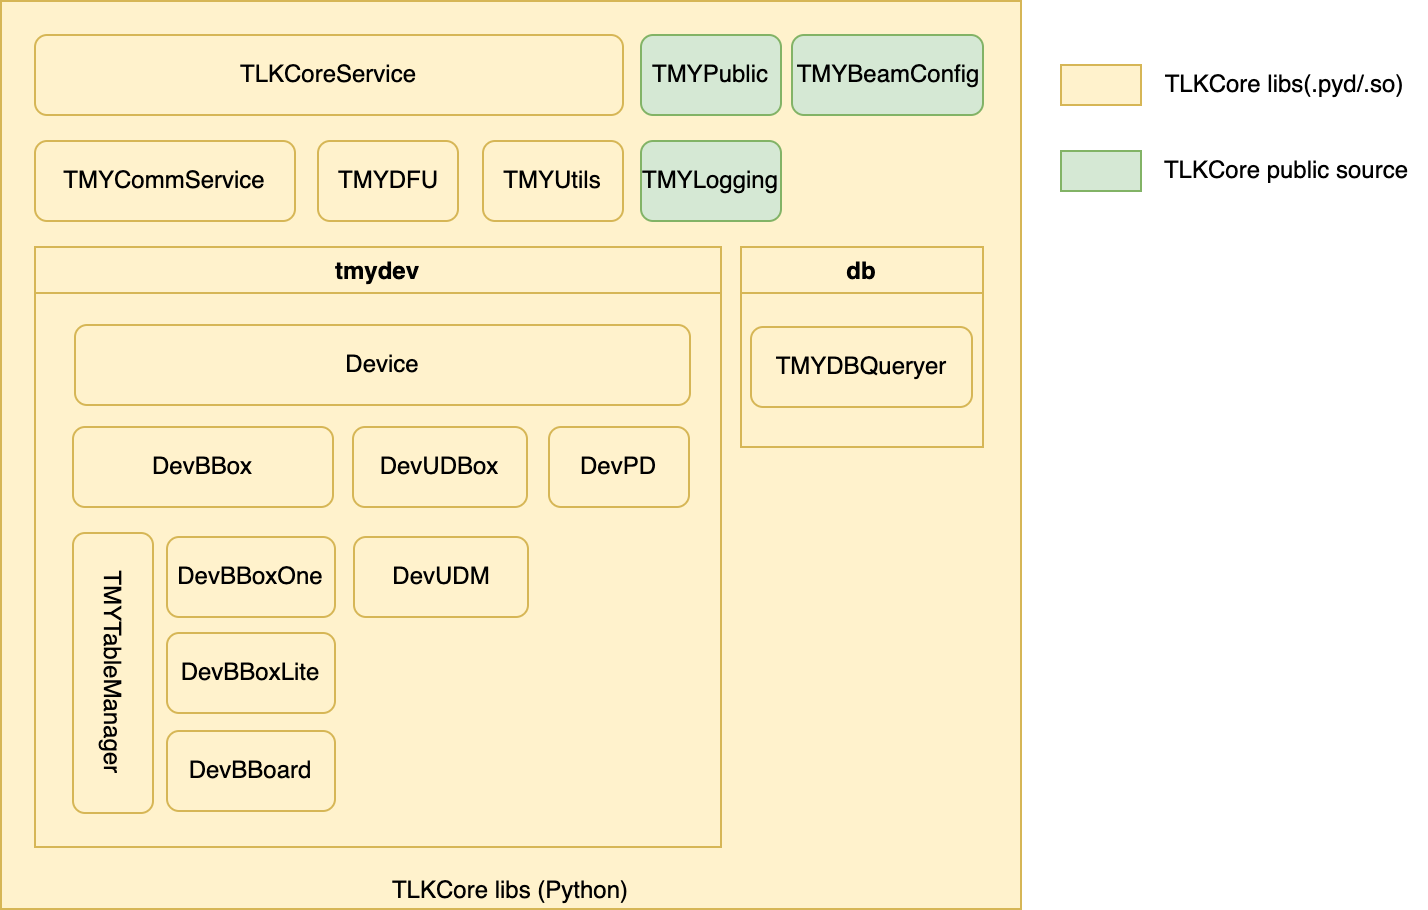 TLKCoreService
TMYPublic
TMYBeamConfig
TLKCore libs(.pyd/.so)
TMYCommService
TMYDFU
TMYUtils
TMYLogging
TLKCore public source
tmydev
db
Device
TMYDBQueryer
DevBBox
DevUDBox
DevPD
TMYTableManager
DevBBoxOne
DevUDM
DevBBoxLite
DevBBoard
TLKCore libs (Python)